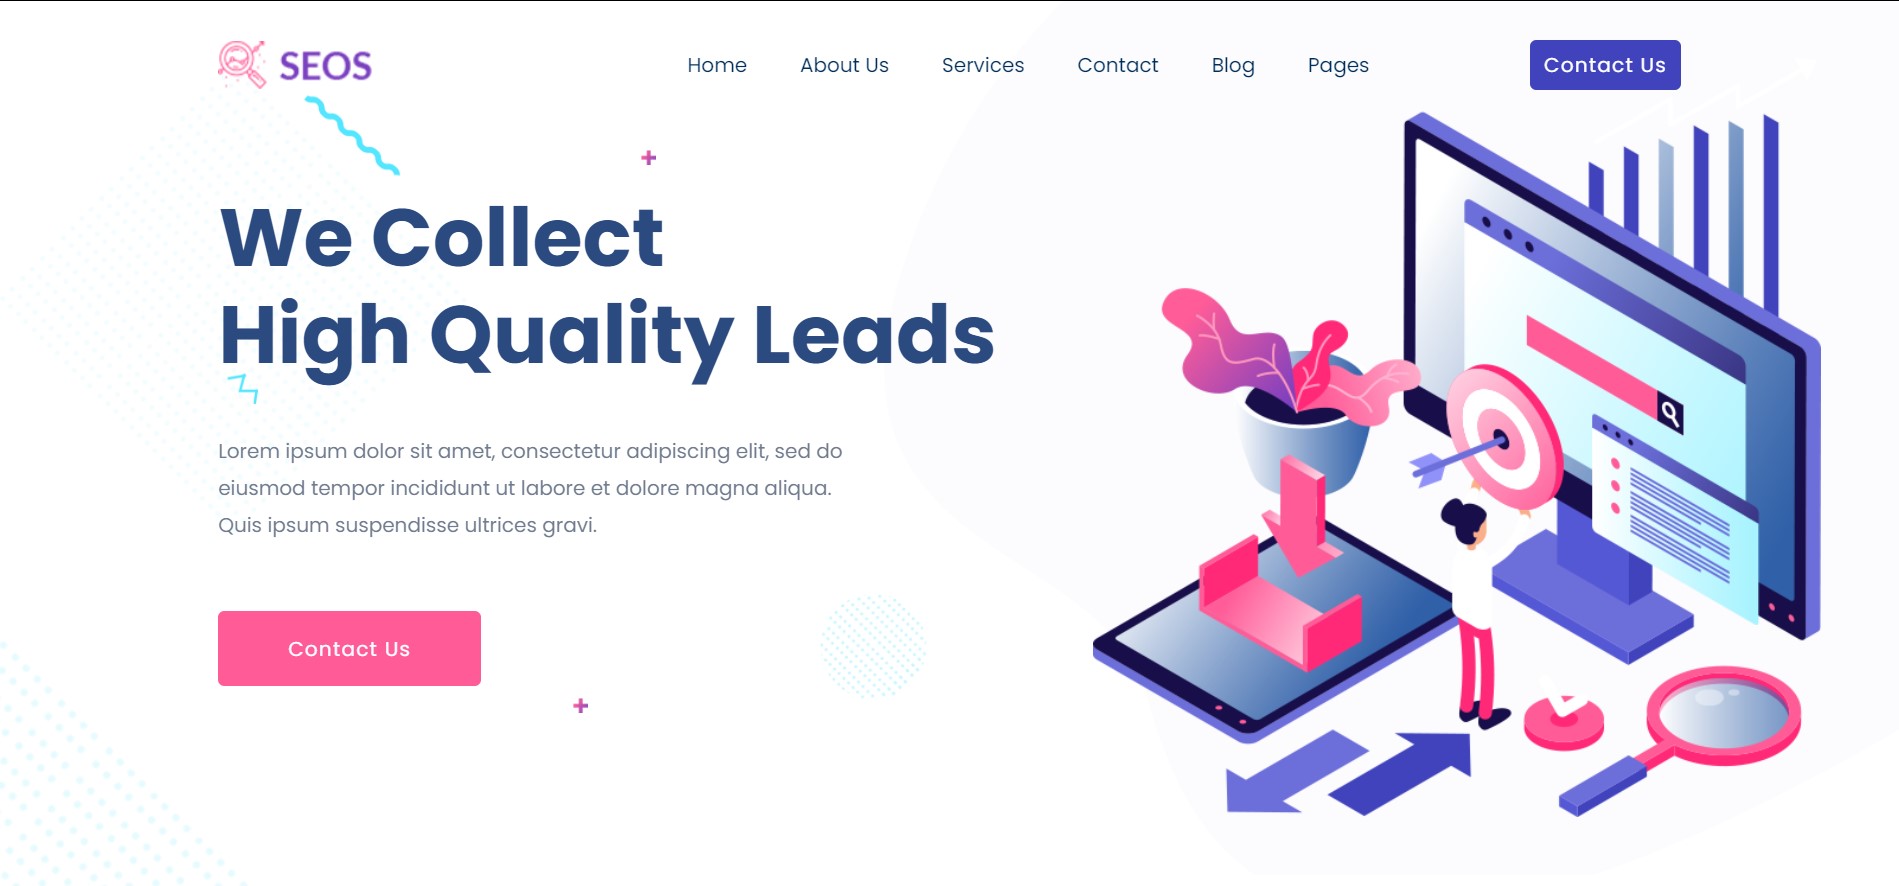 SEOS
Home About Us Services Contact Blog Pages
Contact Us
We Collect
High Quality Leads
Lorem ipsum dolor sit amet, consectetur adipiscing elit, sed do
eiusmod tempor incididunt ut labore et dolore magna aliqua.
Quis ipsum suspendisse ultrices gravi.
Contact Us